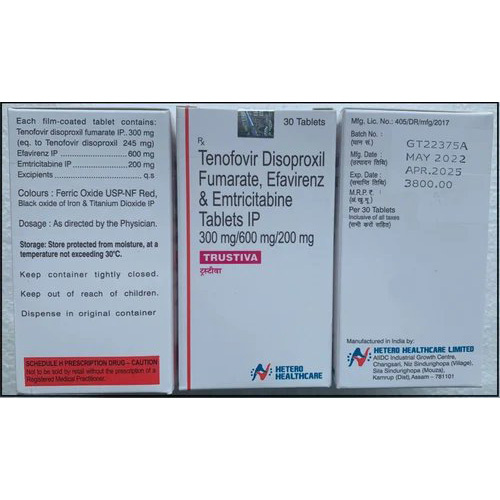 Each film-coated tablet contains:
Tenofovir disoproxil fumarate IP.. 300 mg
(eq. to Tenofovir disoproxil 245 mg)
Efavirenz IP .................... 600 mg
Emtricitabine IP ............... 200 mg
Excipients ........................ q.s
Colours : Ferric Oxide USP-NF Red,
Black oxide of Iron & Titanium Dioxide IP
Dosage : As directed by the Physician.
Storage: Store protected from moisture, at a
temperature not exceeding 30°C.
Keep container tightly closed.
Keep out of reach of children.
Dispense in original container
SCHEDULE H PRESCRIPTION DRUG – CAUTION
Not to be sold by retail without the prescription of a
Registered Medical Practitioner.
Rx
30 Tablets
Tenofovir Disoproxil
Fumarate, Efavirenz
& Emtricitabine
Tablets IP
300 mg/600 mg/200 mg
TRUSTIVA
ट्रस्टीवा
HETERO
HEALTHCARE
Mfg. Lic. No.: 405/DR/mfg/2017
Batch No. : GT22375A
(घान सं.)
Mfg. Date : MAY 2022
(उत्पादन तिथि)
Exp. Date : APR.2025
(समाप्ति तिथि)
M.R.P. ₹. : 3800.00
(अ.खु.मू.)
Per 30 Tablets
Inclusive of all taxes
(सभी करों सहित)
Manufactured in India by:
HETERO HEALTHCARE LIMITED
AIIDC Industrial Growth Centre,
Changsari, Nic Sindurighopa (Village),
Sila Sindurighopa (Mouza),
Kamrup (Dist), Assam - 781101